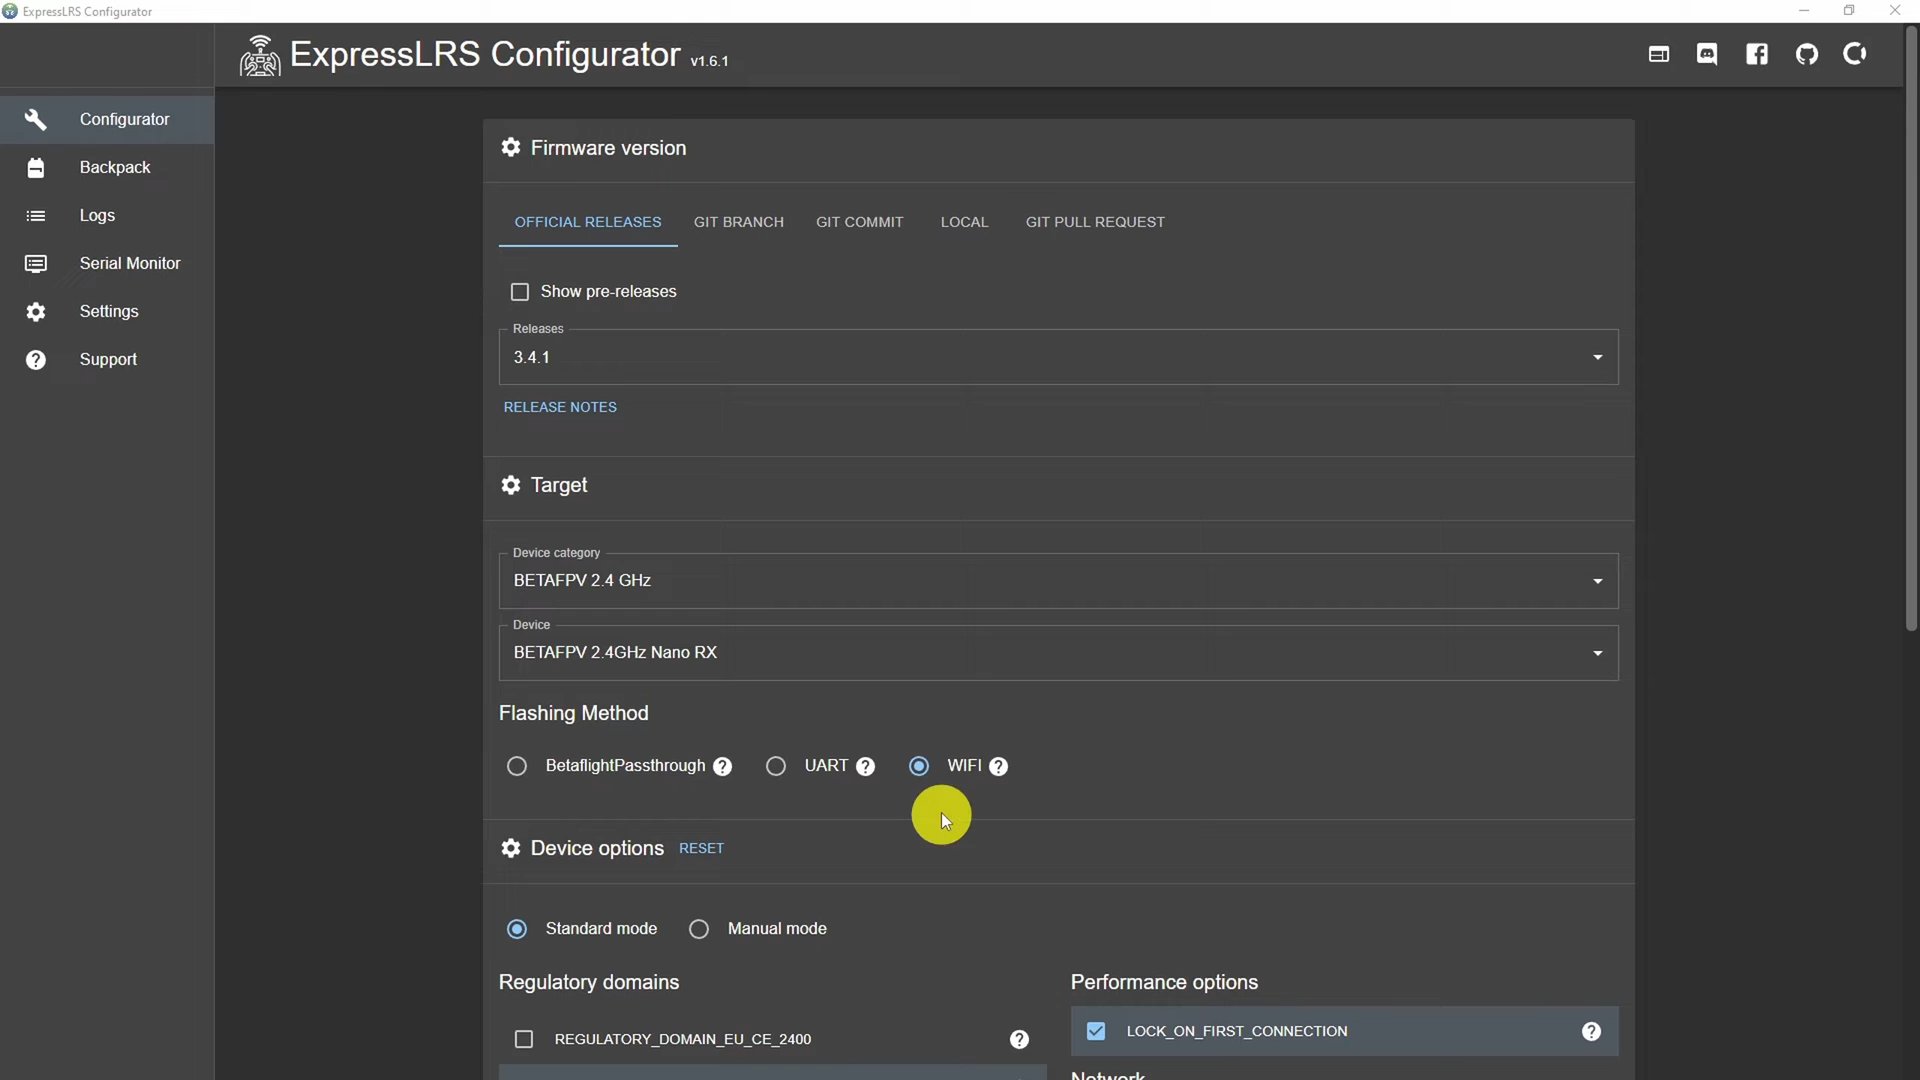 ExpressLRS Configurator
ExpressLRS Configurator v1.6.1
Configurator
Backpack
Logs
Serial Monitor
Settings
Support
Firmware version
OFFICIAL RELEASES GIT BRANCH GIT COMMIT LOCAL GIT PULL REQUEST
Show pre-releases
Releases
3.4.1
RELEASE NOTES
Target
Device category
BETAFPV 2.4 GHz
Device
BETAFPV 2.4GHz Nano RX
Flashing Method
BetaflightPassthrough ? UART ? WIFI ?
Device options RESET
Standard mode Manual mode
Regulatory domains
REGULATORY_DOMAIN_EU_CE_2400 ?
Performance options
LOCK_ON_FIRST_CONNECTION ?
Network